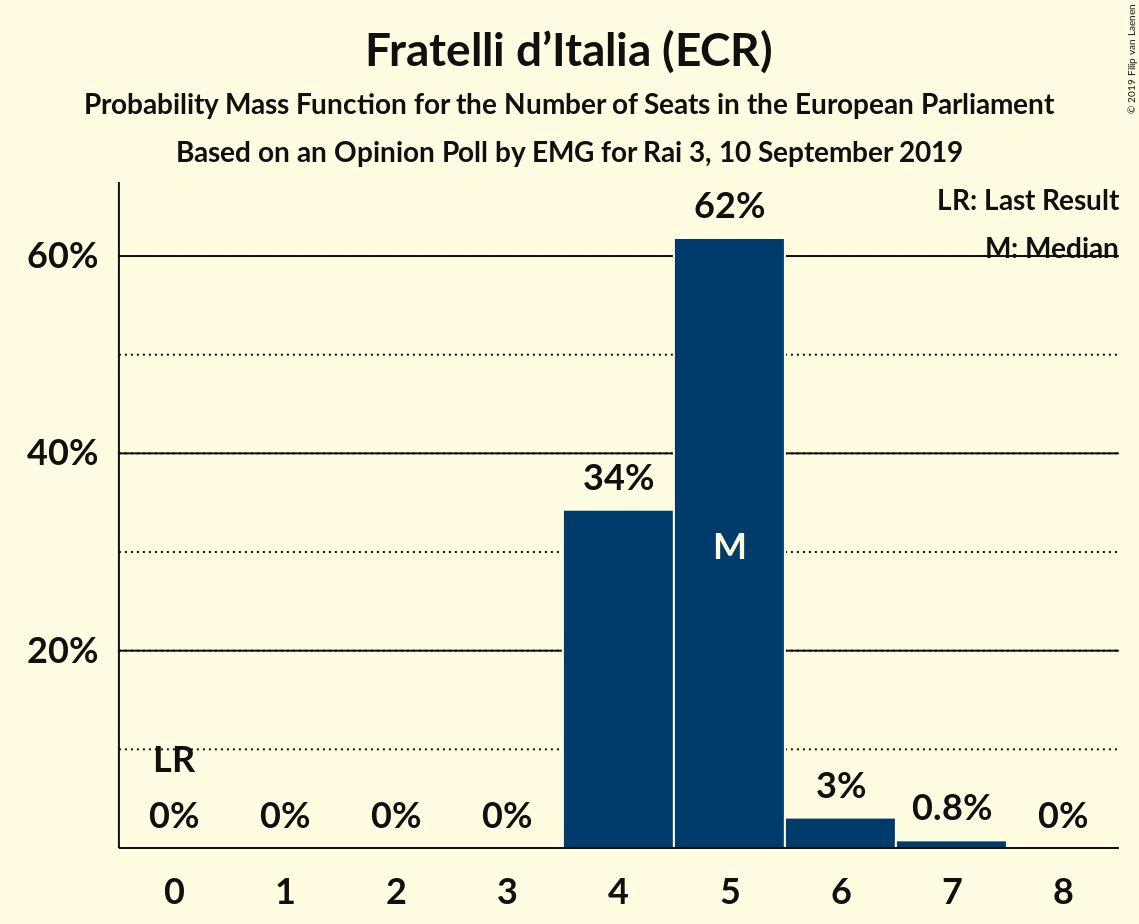 Fratelli d’Italia (ECR)
Probability Mass Function for the Number of Seats in the European Parliament
Based on an Opinion Poll by EMG for Rai 3, 10 September 2019
© 2019 Filip van Laenen
LR: Last Result
M: Median
62%
60%
40%
34%
M
20%
LR
0%
0%
0%
0%
3%
0.8%
0%
0
1
2
3
4
5
6
7
8